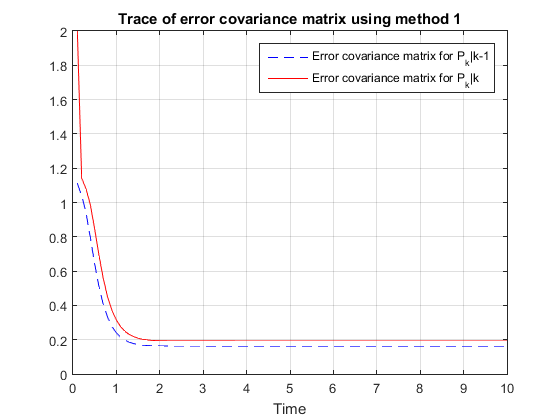 Trace of error covariance matrix using method 1
2
1.8
1.6
1.4
1.2
1
0.8
0.6
0.4
0.2
0
Error covariance matrix for P_k|k-1
Error covariance matrix for P_k|k
0 1 2 3 4 5 6 7 8 9 10
Time